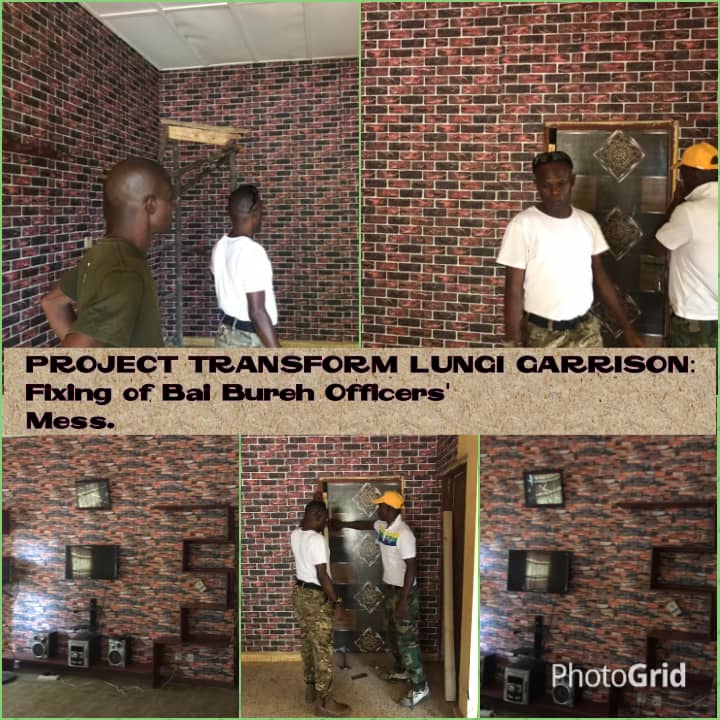 PROJECT TRANSFORM LUNGI GARRISON:
Fixing of Bai Bureh Officers'
Mess.
PhotoGrid